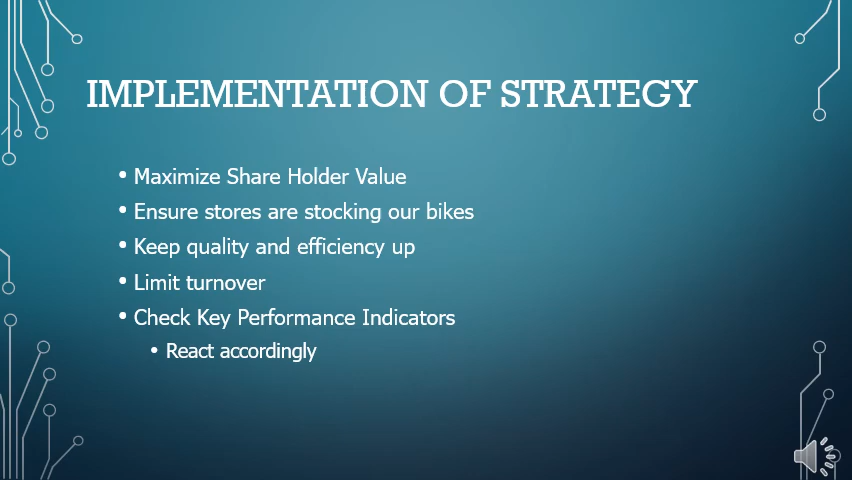 IMPLEMENTATION OF STRATEGY
• Maximize Share Holder Value
• Ensure stores are stocking our bikes
• Keep quality and efficiency up
• Limit turnover
• Check Key Performance Indicators
• React accordingly